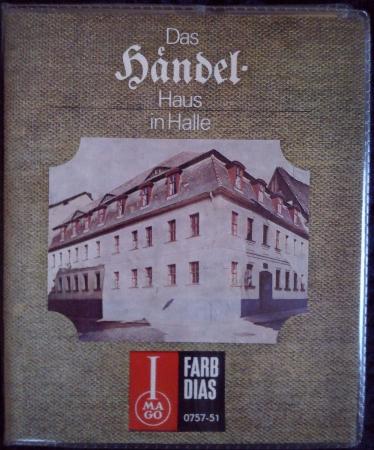 Das
Händel-
Haus
in Halle
I
MA
GO
FARB
DIAS
0757-51